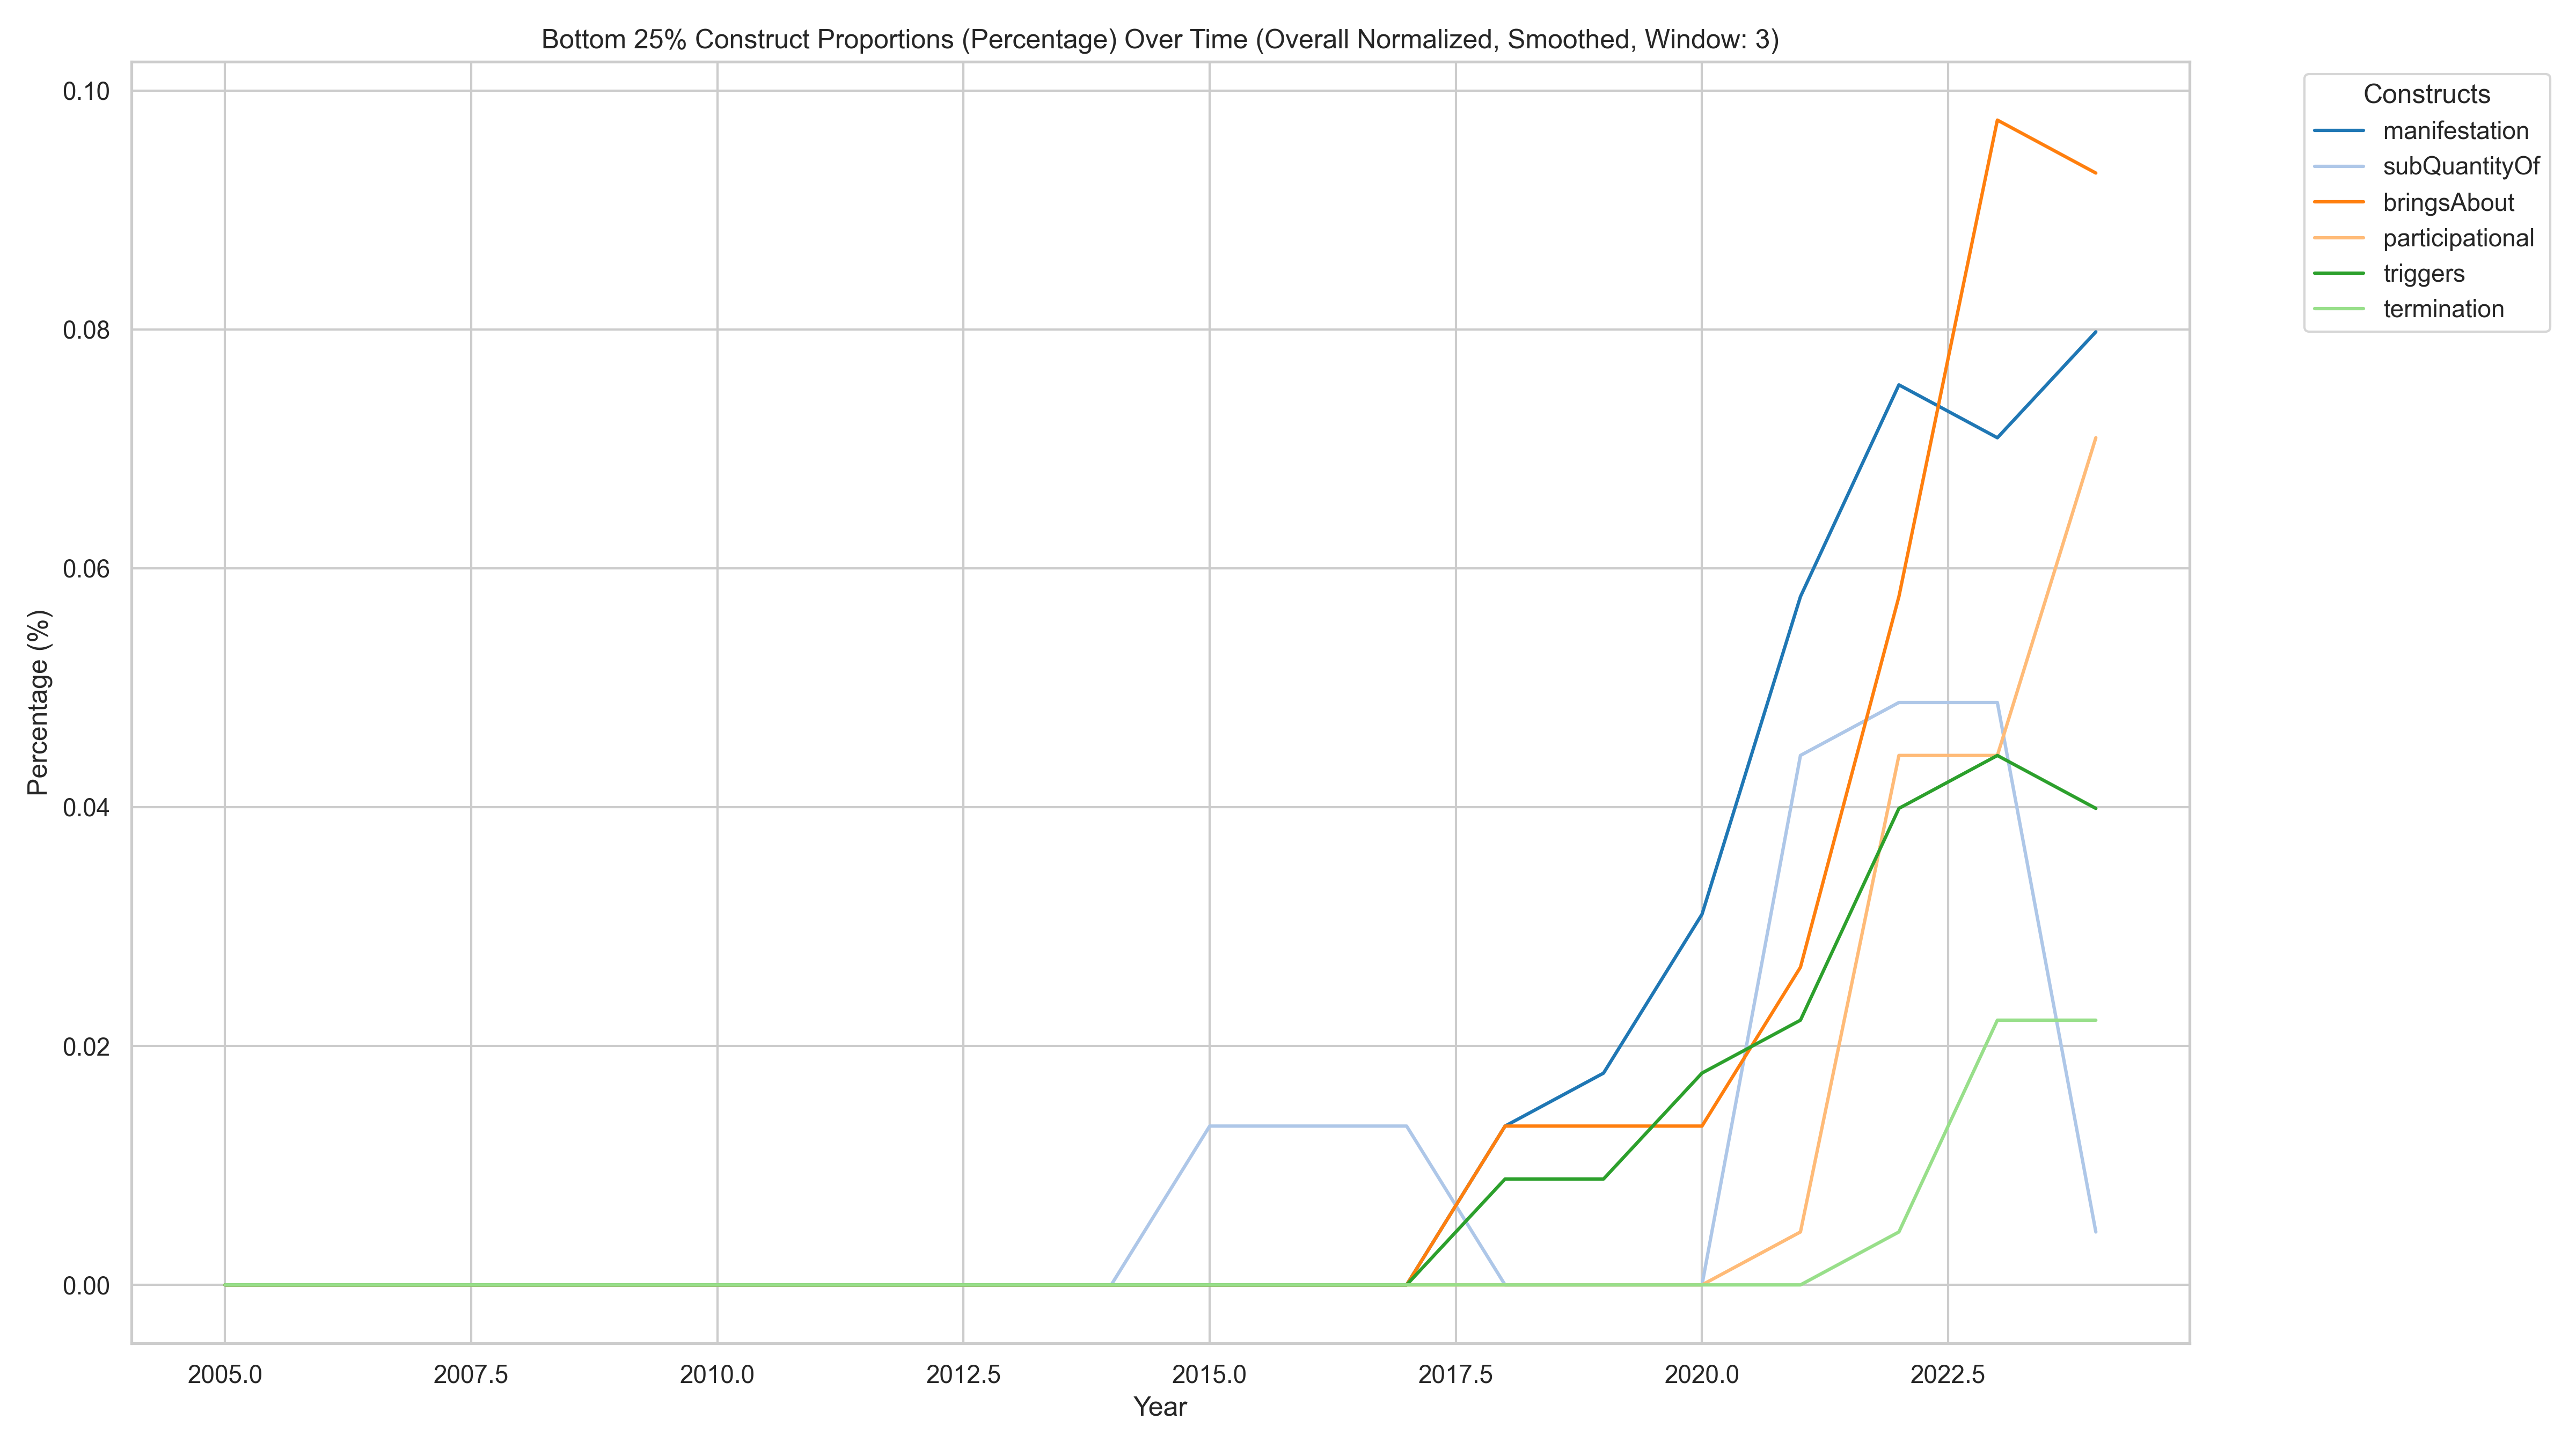 Bottom 25% Construct Proportions (Percentage) Over Time (Overall Normalized, Smoothed, Window: 3)
Constructs
manifestation
subQuantityOf
bringsAbout
participational
triggers
termination
Percentage (%)
0.10
0.08
0.06
0.04
0.02
0.00
2005.0 2007.5 2010.0 2012.5 2015.0 2017.5 2020.0 2022.5
Year